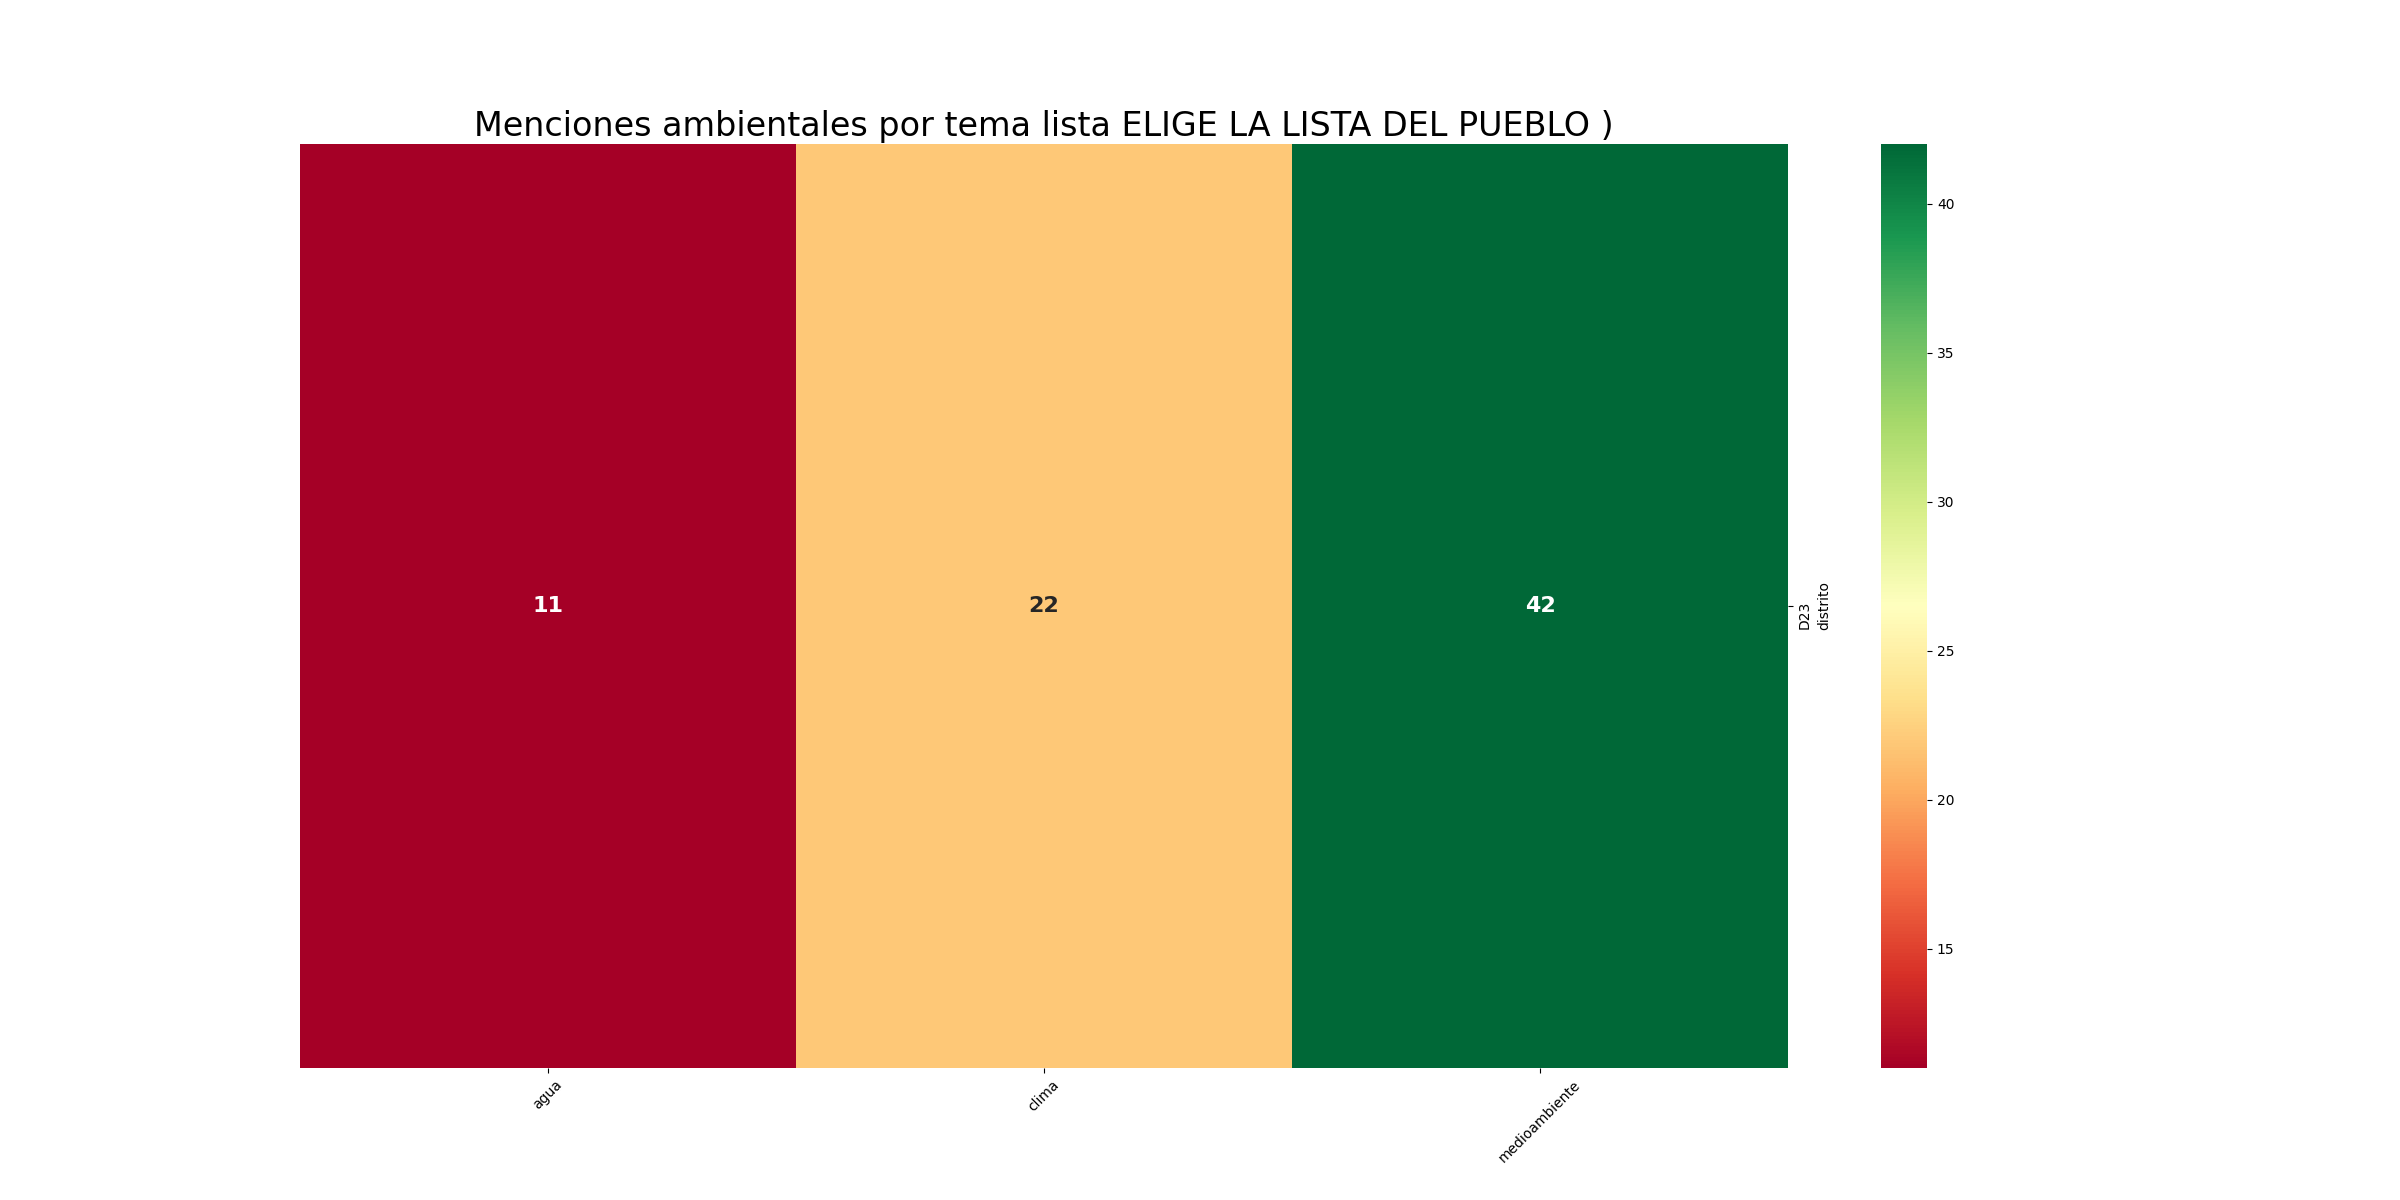 Menciones ambientales por tema lista ELIGE LA LISTA DEL PUEBLO )
11
22
42
D23
distrito
agua
clima
medioambiente
40
35
30
25
20
15